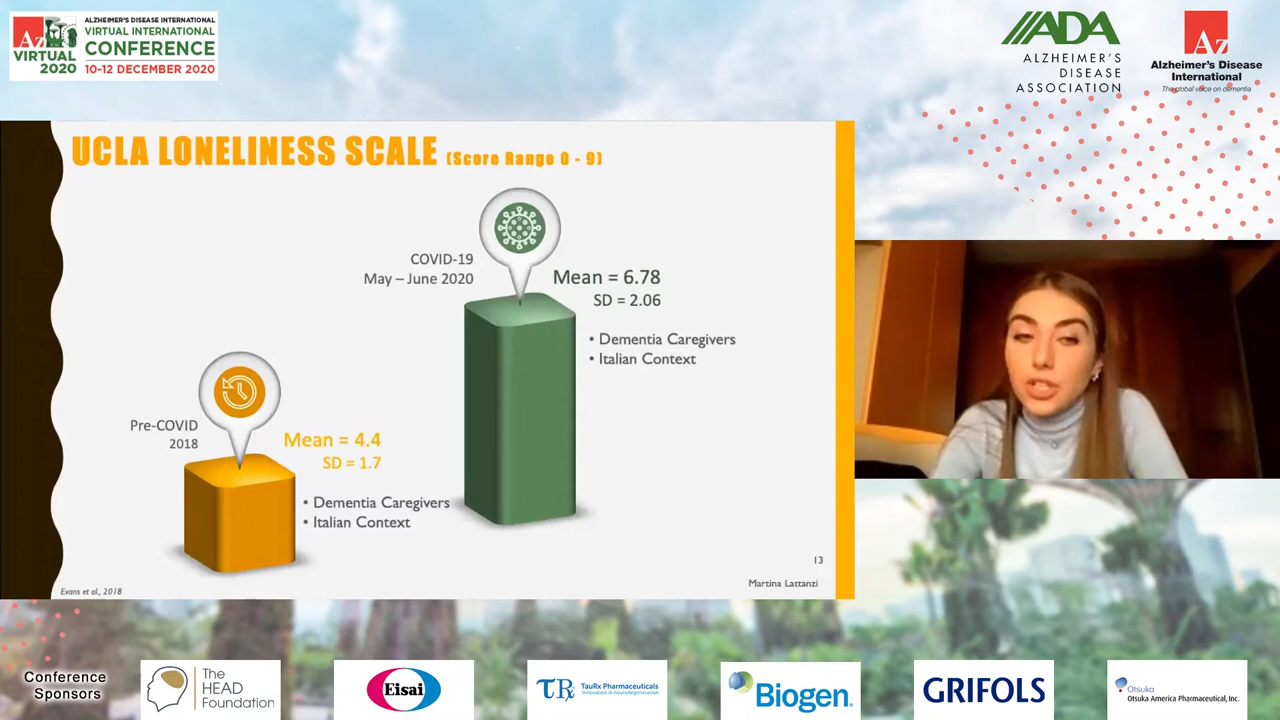 Az
VIRTUAL
2020
ALZHEIMER'S DISEASE INTERNATIONAL
VIRTUAL INTERNATIONAL
CONFERENCE
10-12 DECEMBER 2020
ADA
ALZHEIMER'S
DISEASE
ASSOCIATION
Az
Alzheimer's Disease
International
The global voice on dementia
UCLA LONELINESS SCALE (Score Range 0 - 9)
COVID-19
May – June 2020
Mean = 6.78
SD = 2.06
• Dementia Caregivers
• Italian Context
Pre-COVID
2018
Mean = 4.4
SD = 1.7
• Dementia Caregivers
• Italian Context
13
Martina Lattanzi
Evans et al., 2018
Conference
Sponsors
The
HEAD
Foundation
Eisai
TRx
TauRx Pharmaceuticals
Innovation in neurodegeneration
Biogen.
GRIFOLS
Otsuka
Otsuka America Pharmaceutical, Inc.